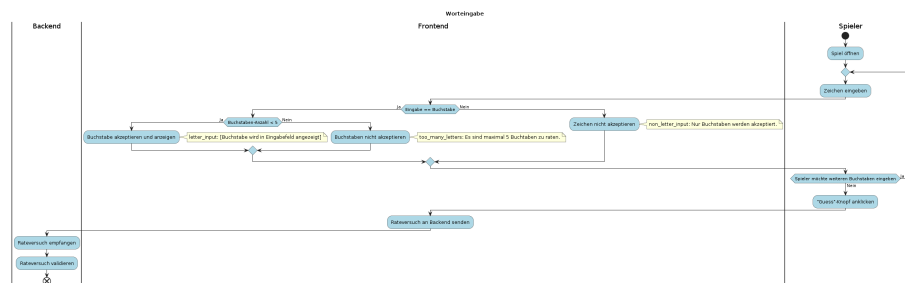 Worteingabe
Backend
Frontend
Spieler
Spiel öffnen
Zeichen eingeben
Eingabe == Buchstabe
Ja
Nein
Buchstaben-Anzahl < 5
Ja
Nein
Buchstabe akzeptieren und anzeigen
letter_input: [Buchstabe wird in Eingabefeld angezeigt]
Buchstaben nicht akzeptieren
too_many_letters: Es sind maximal 5 Buchtaben zu raten.
Zeichen nicht akzeptieren
non_letter_input: Nur Buchstaben werden akzeptiert.
Spieler möchte weiteren Buchstaben eingeben
Ja
Nein
"Guess"-Knopf anklicken
Rateversuch an Backend senden
Rateversuch empfangen
Rateversuch validieren